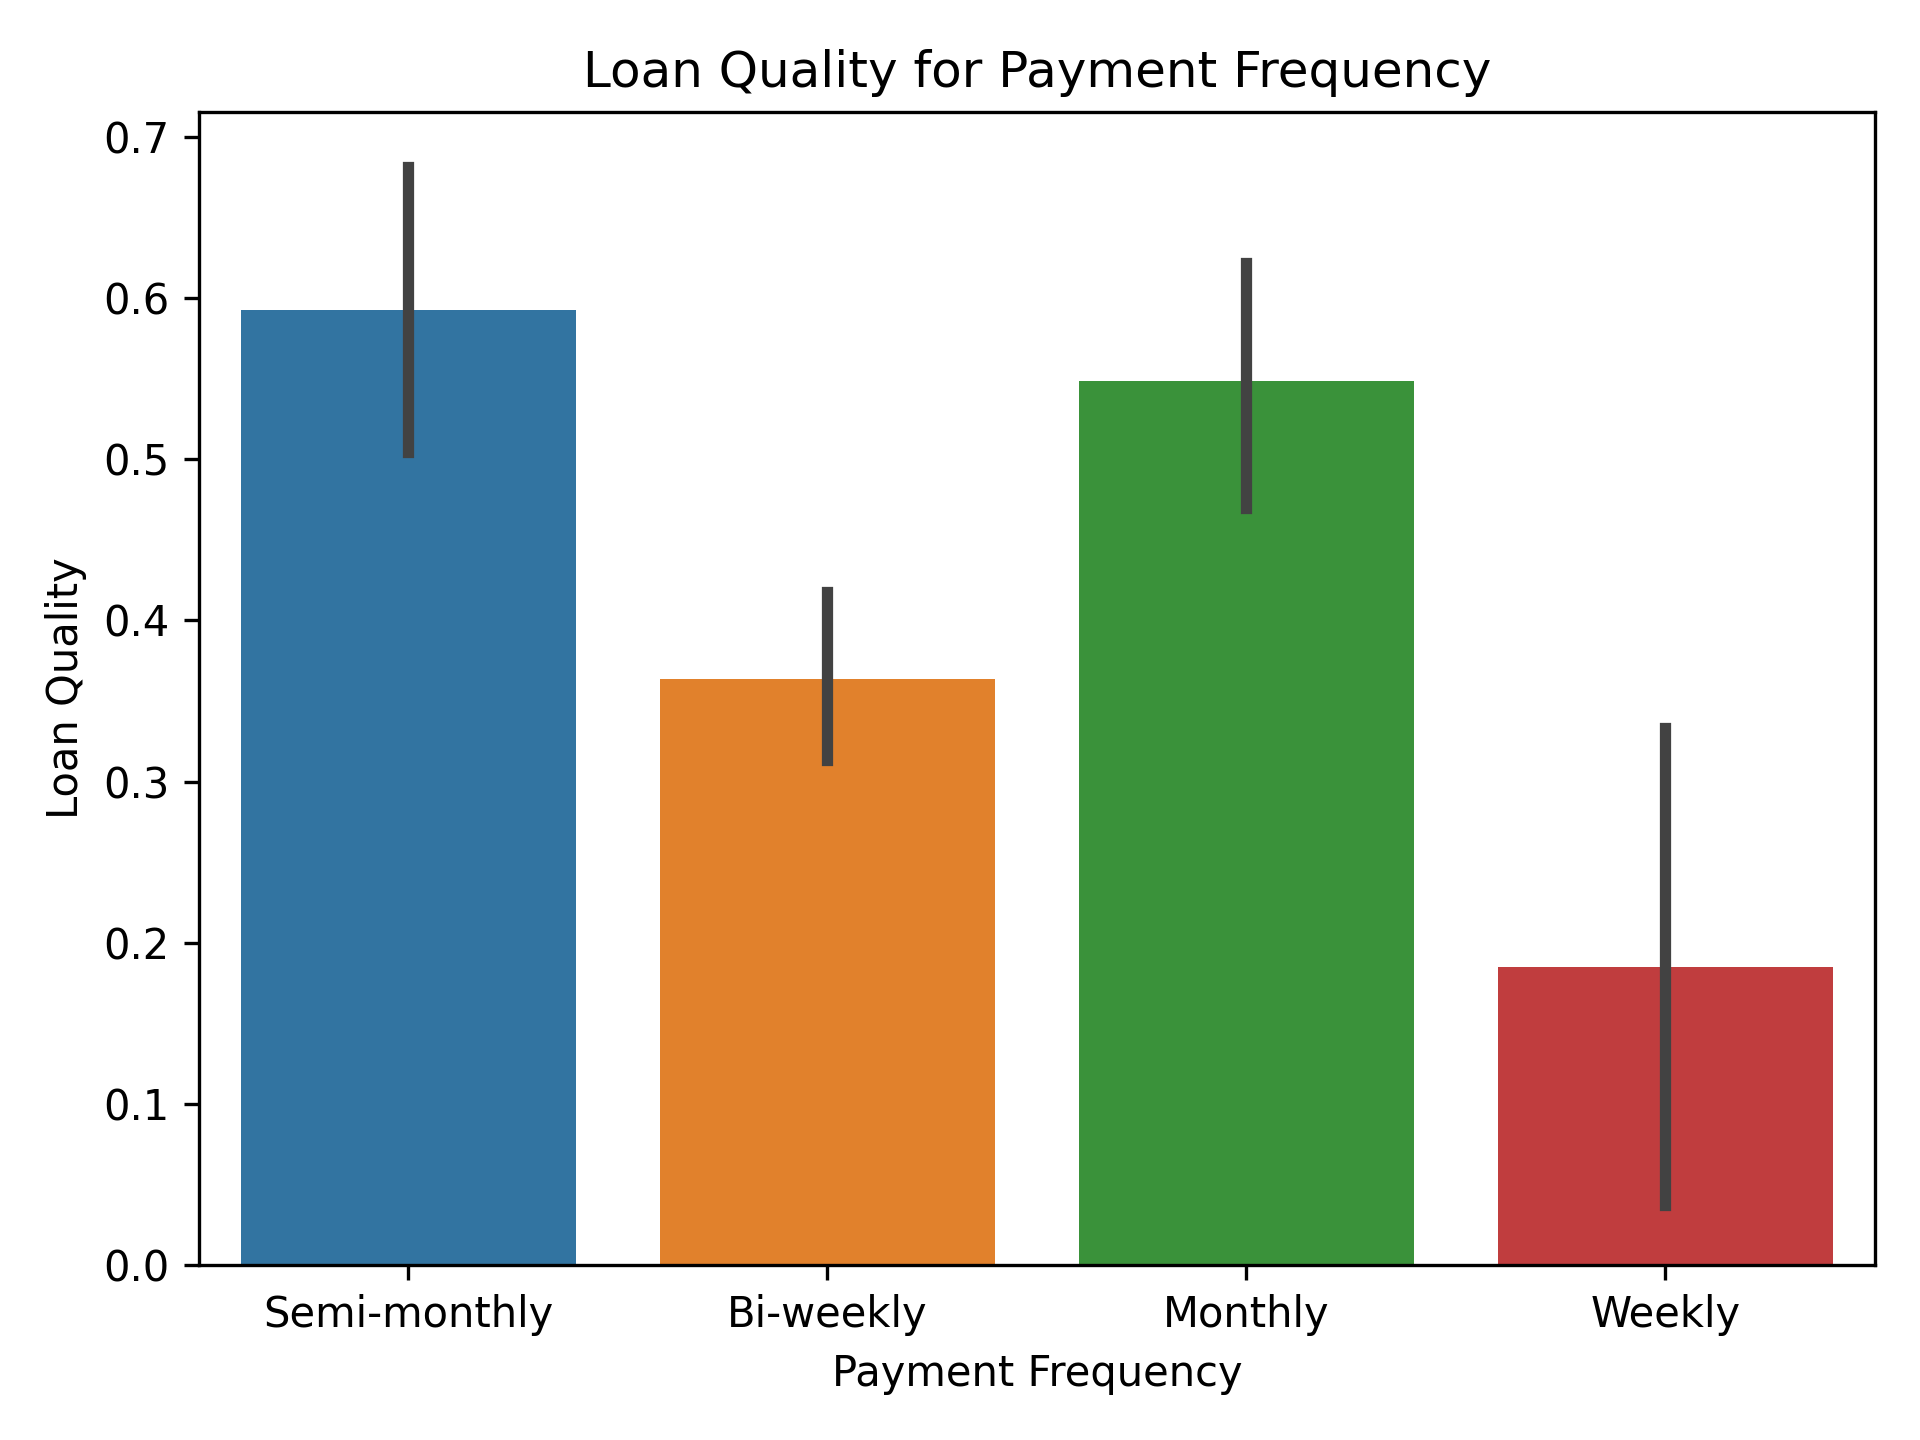 Loan Quality for Payment Frequency
0.7
0.6
0.5
0.4
0.3
0.2
0.1
0.0
Loan Quality
Semi-monthly Bi-weekly Monthly Weekly
Payment Frequency